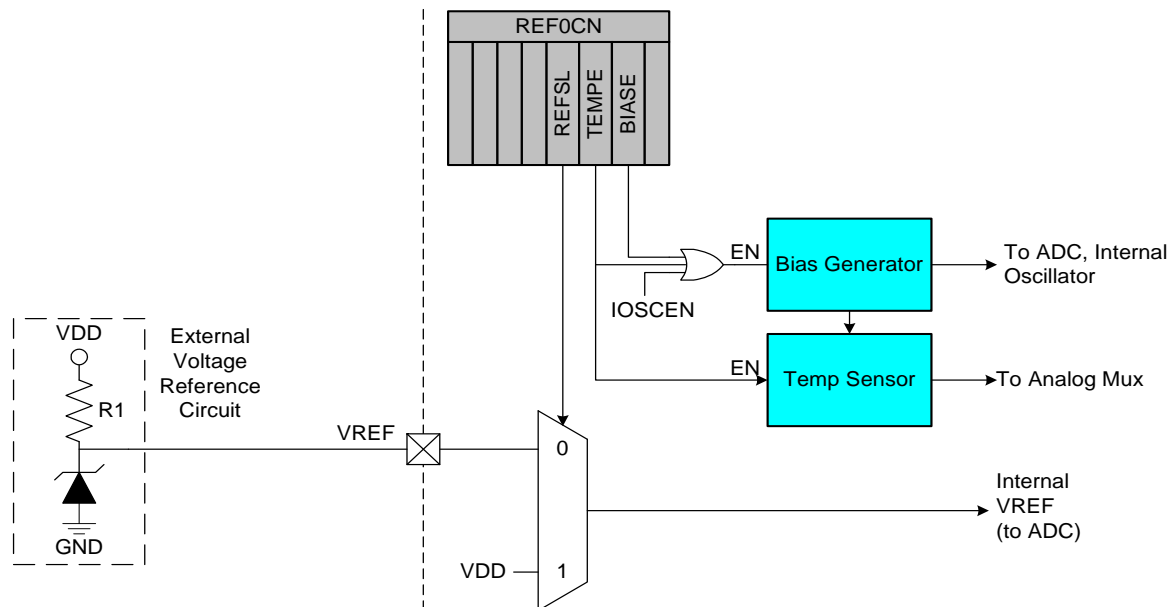 REF0CN
REFSL
TEMPE
BIASE
EN
Bias Generator
To ADC, Internal
Oscillator
IOSCEN
VDD
External
Voltage
Reference
Circuit
R1
EN
Temp Sensor
To Analog Mux
VREF
0
Internal
VREF
(to ADC)
GND
VDD
1